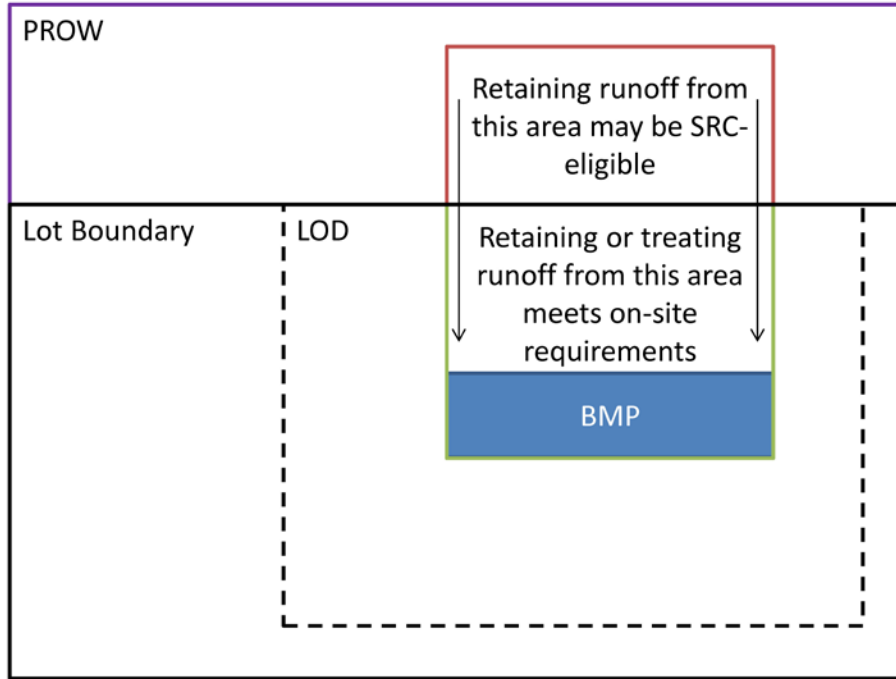 PROW
Retaining runoff from
this area may be SRC-
eligible
Lot Boundary
LOD
Retaining or treating
runoff from this area
meets on-site
requirements
BMP